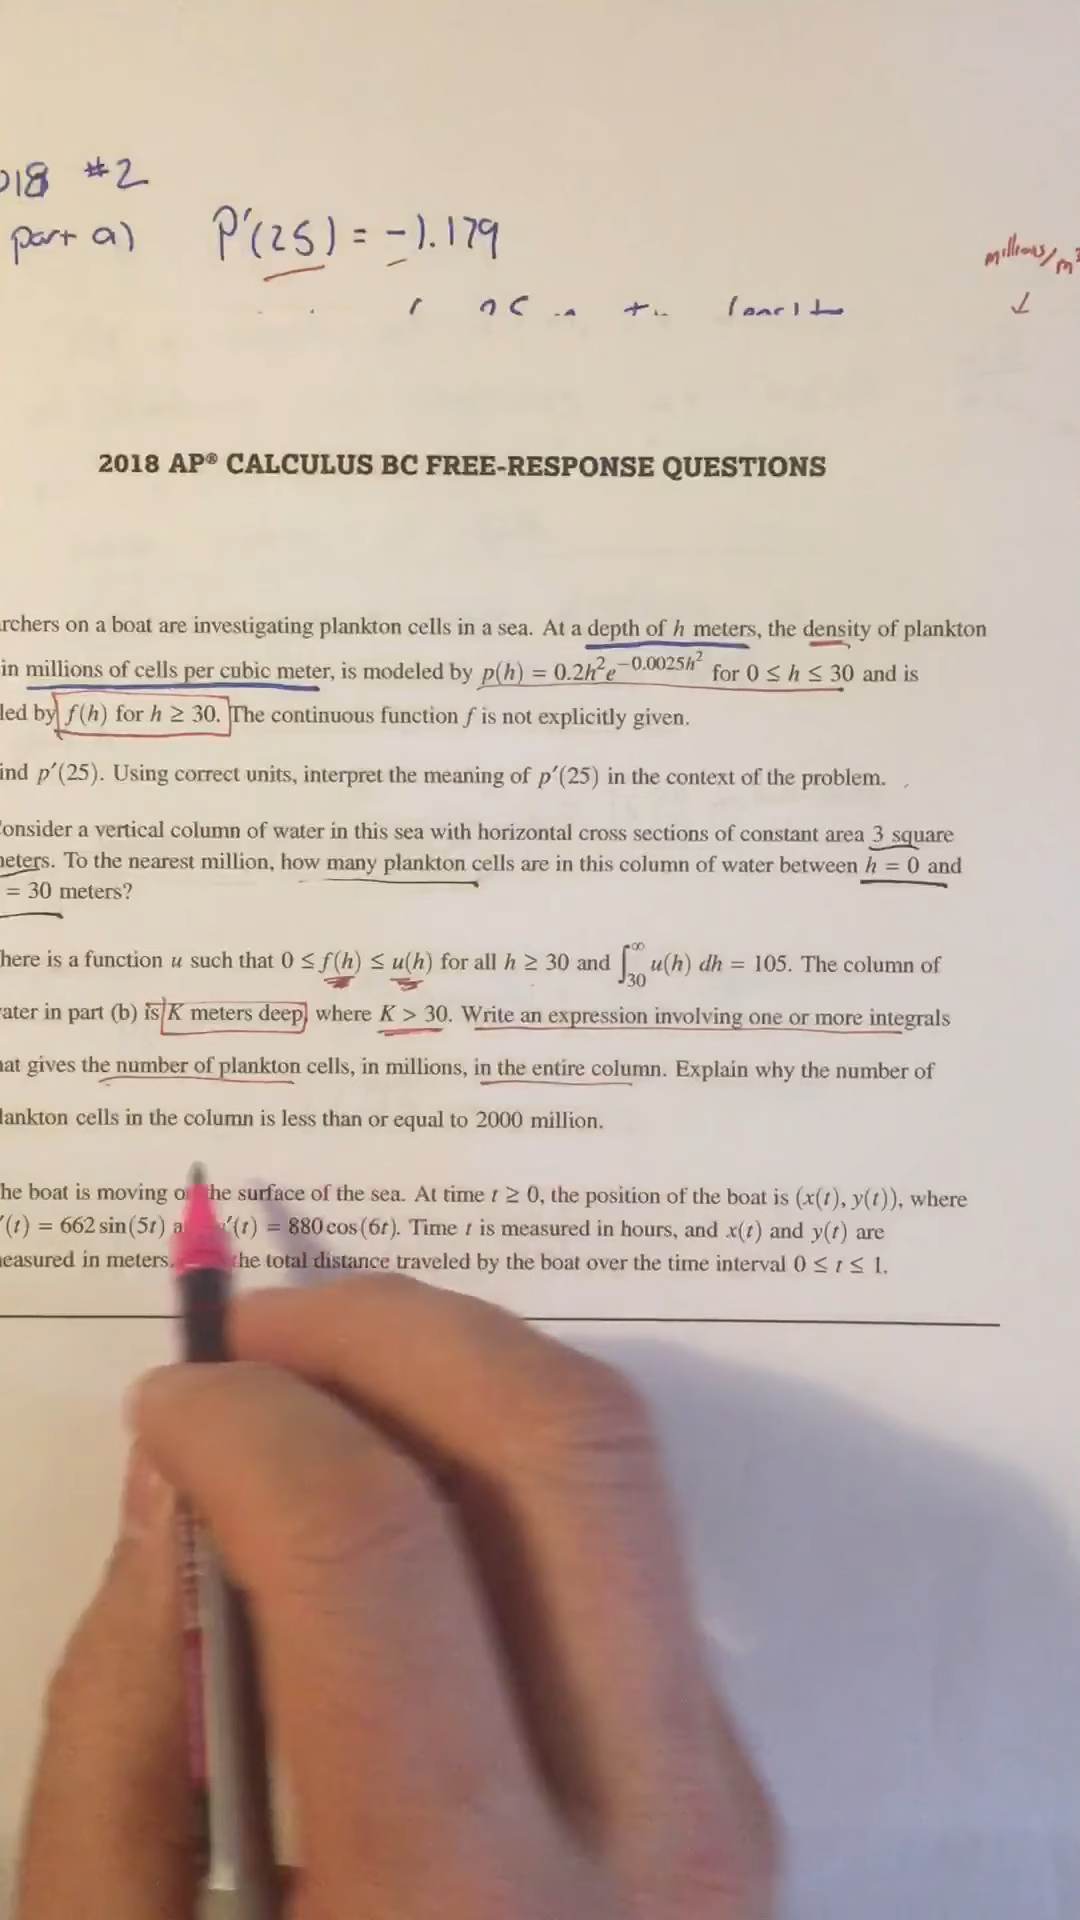 018 #2
part a) P'(25) = -1.179
millions/m³
2018 AP® CALCULUS BC FREE-RESPONSE QUESTIONS
rchers on a boat are investigating plankton cells in a sea. At a depth of h meters, the density of plankton
in millions of cells per cubic meter, is modeled by p(h) = 0.2h²e^{−0.0025h²} for 0 ≤ h ≤ 30 and is
led by f(h) for h ≥ 30. The continuous function f is not explicitly given.
ind p′(25). Using correct units, interpret the meaning of p′(25) in the context of the problem.
onsider a vertical column of water in this sea with horizontal cross sections of constant area 3 square
eters. To the nearest million, how many plankton cells are in this column of water between h = 0 and
= 30 meters?
here is a function u such that 0 ≤ f(h) ≤ u(h) for all h ≥ 30 and ∫_{30}^{∞} u(h) dh = 105. The column of
ater in part (b) is K meters deep, where K > 30. Write an expression involving one or more integrals
at gives the number of plankton cells, in millions, in the entire column. Explain why the number of
lankton cells in the column is less than or equal to 2000 million.
he boat is moving the surface of the sea. At time t ≥ 0, the position of the boat is (x(t), y(t)), where
′(t) = 662 sin(5t) ′(t) = 880 cos(6t). Time t is measured in hours, and x(t) and y(t) are
easured in meters. the total distance traveled by the boat over the time interval 0 ≤ t ≤ 1.